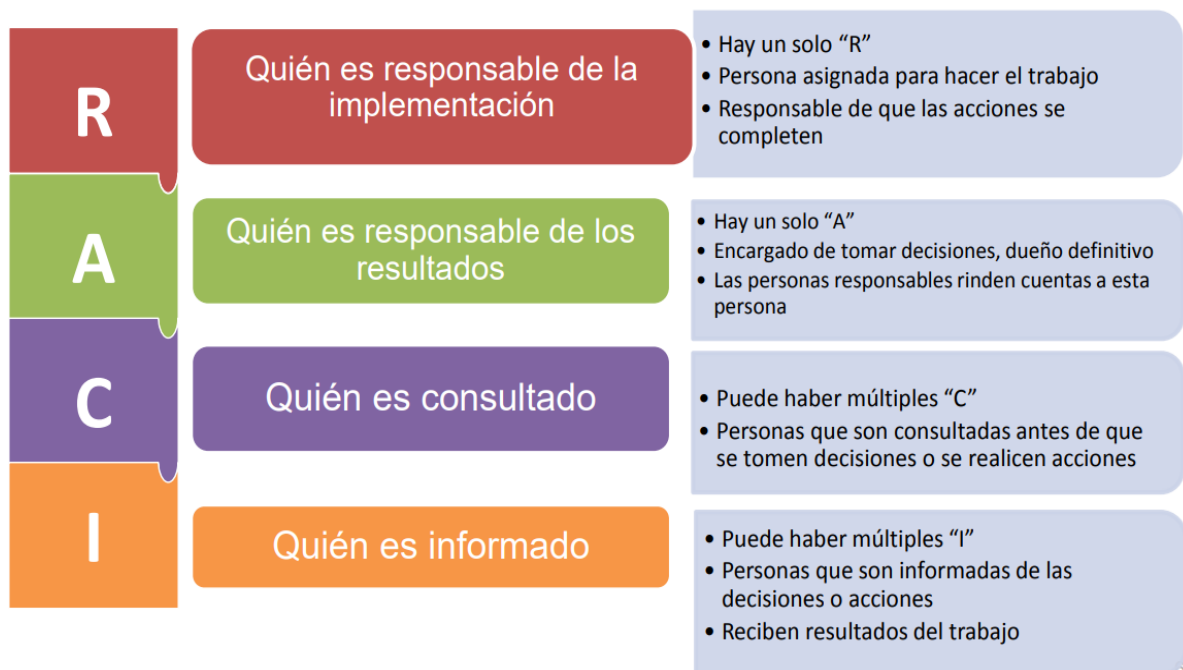 R
Quién es responsable de la
implementación
• Hay un solo “R”
• Persona asignada para hacer el trabajo
• Responsable de que las acciones se
completen
A
Quién es responsable de los
resultados
• Hay un solo “A”
• Encargado de tomar decisiones, dueño definitivo
• Las personas responsables rinden cuentas a esta
persona
C
Quién es consultado
• Puede haber múltiples “C”
• Personas que son consultadas antes de que
se tomen decisiones o se realicen acciones
I
Quién es informado
• Puede haber múltiples “I”
• Personas que son informadas de las
decisiones o acciones
• Reciben resultados del trabajo